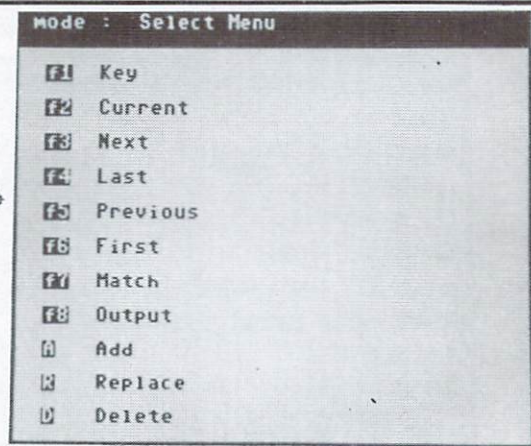 mode : Select Menu
f1 Key
f2 Current
f3 Next
f4 Last
f5 Previous
f6 First
f7 Match
f8 Output
A Add
R Replace
D Delete